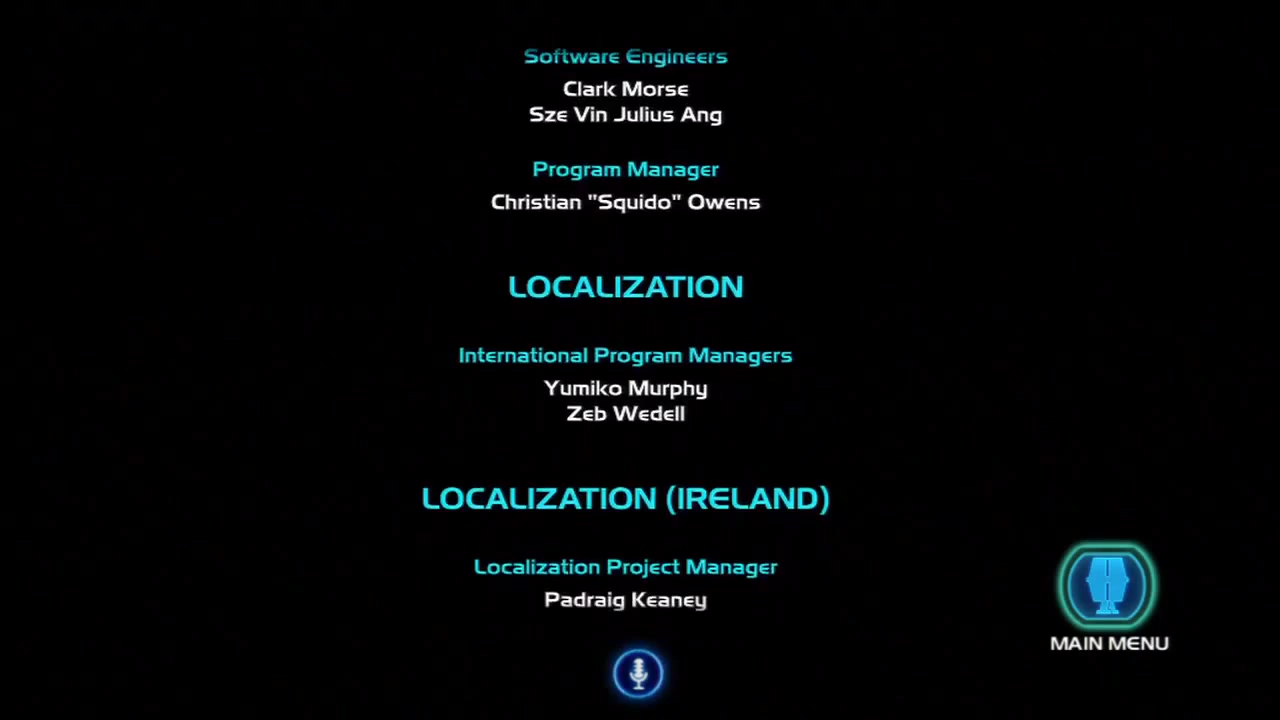 Software Engineers
Clark Morse
Sze Vin Julius Ang
Program Manager
Christian "Squido" Owens
LOCALIZATION
International Program Managers
Yumiko Murphy
Zeb Wedell
LOCALIZATION (IRELAND)
Localization Project Manager
Padraig Keaney
MAIN MENU